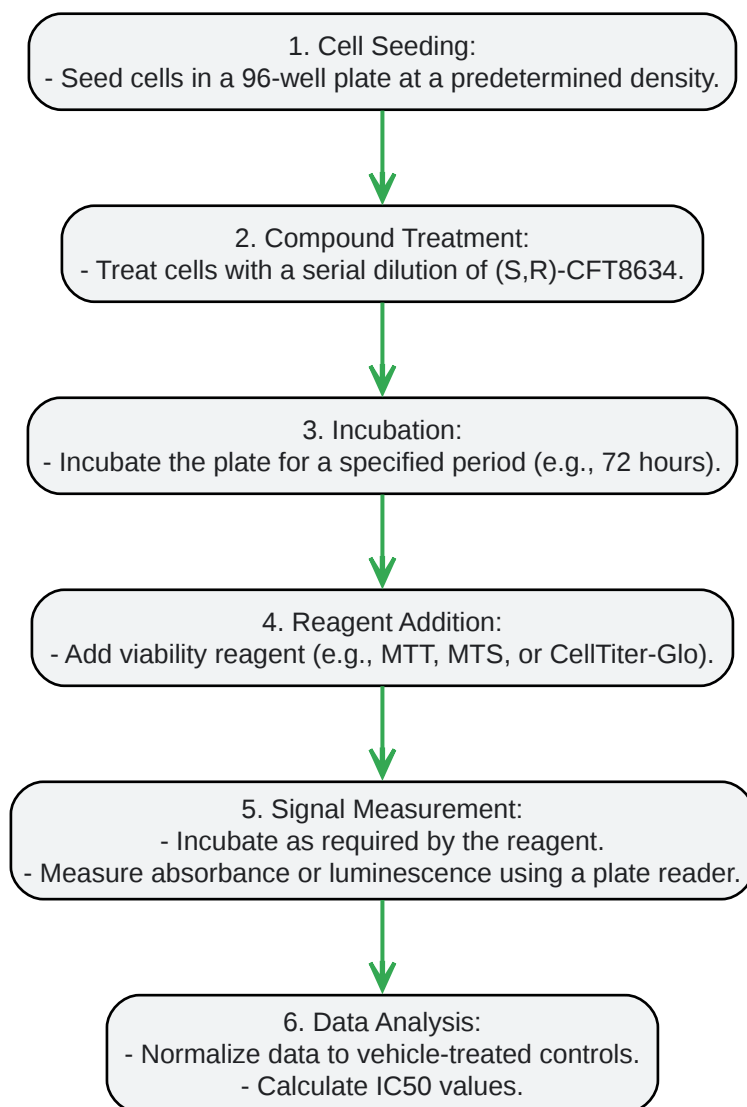 1. Cell Seeding:
- Seed cells in a 96-well plate at a predetermined density.
2. Compound Treatment:
- Treat cells with a serial dilution of (S,R)-CFT8634.
3. Incubation:
- Incubate the plate for a specified period (e.g., 72 hours).
4. Reagent Addition:
- Add viability reagent (e.g., MTT, MTS, or CellTiter-Glo).
5. Signal Measurement:
- Incubate as required by the reagent.
- Measure absorbance or luminescence using a plate reader.
6. Data Analysis:
- Normalize data to vehicle-treated controls.
- Calculate IC50 values.